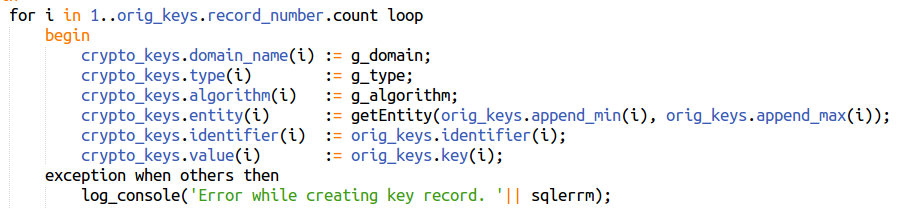 for i in 1..orig_keys.record_number.count loop
begin
crypto_keys.domain_name(i) := g_domain;
crypto_keys.type(i) := g_type;
crypto_keys.algorithm(i) := g_algorithm;
crypto_keys.entity(i) := getEntity(orig_keys.append_min(i), orig_keys.append_max(i));
crypto_keys.identifier(i) := orig_keys.identifier(i);
crypto_keys.value(i) := orig_keys.key(i);
exception when others then
log_console('Error while creating key record. '|| sqlerrm);